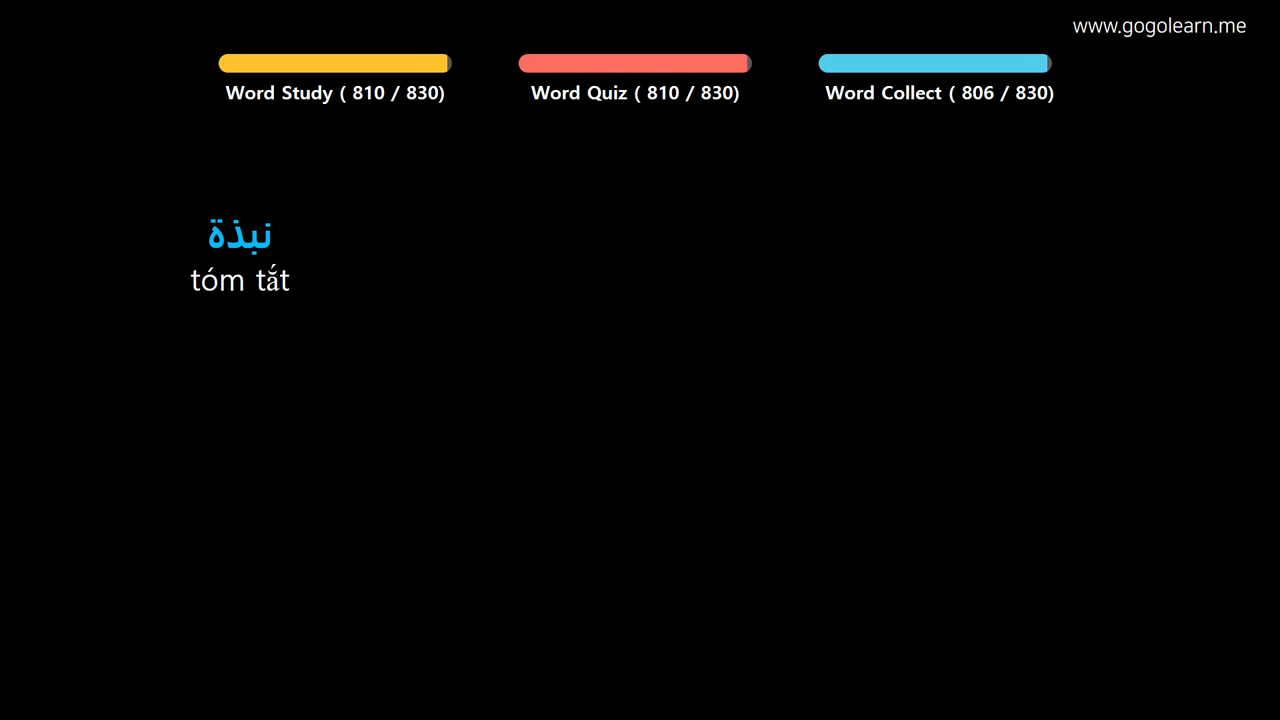 www.gogolearn.me
Word Study ( 810 / 830)
Word Quiz ( 810 / 830)
Word Collect ( 806 / 830)
نبذة
tóm tắt